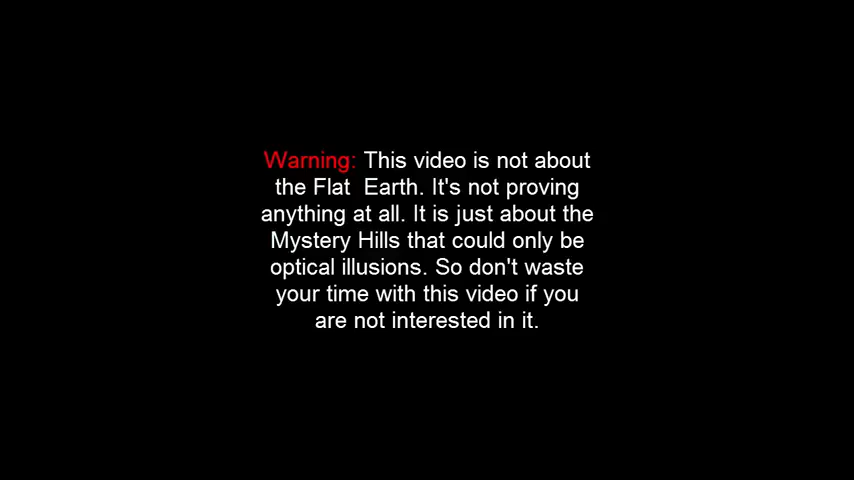 Warning: This video is not about
the Flat  Earth. It's not proving
anything at all. It is just about the
Mystery Hills that could only be
optical illusions. So don't waste
your time with this video if you
are not interested in it.